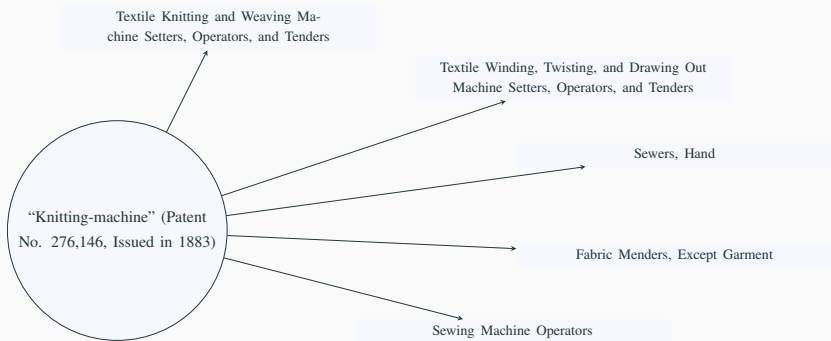 Textile Knitting and Weaving Ma-
chine Setters, Operators, and Tenders
Textile Winding, Twisting, and Drawing Out
Machine Setters, Operators, and Tenders
Sewers, Hand
“Knitting-machine” (Patent
No. 276,146, Issued in 1883)
Fabric Menders, Except Garment
Sewing Machine Operators